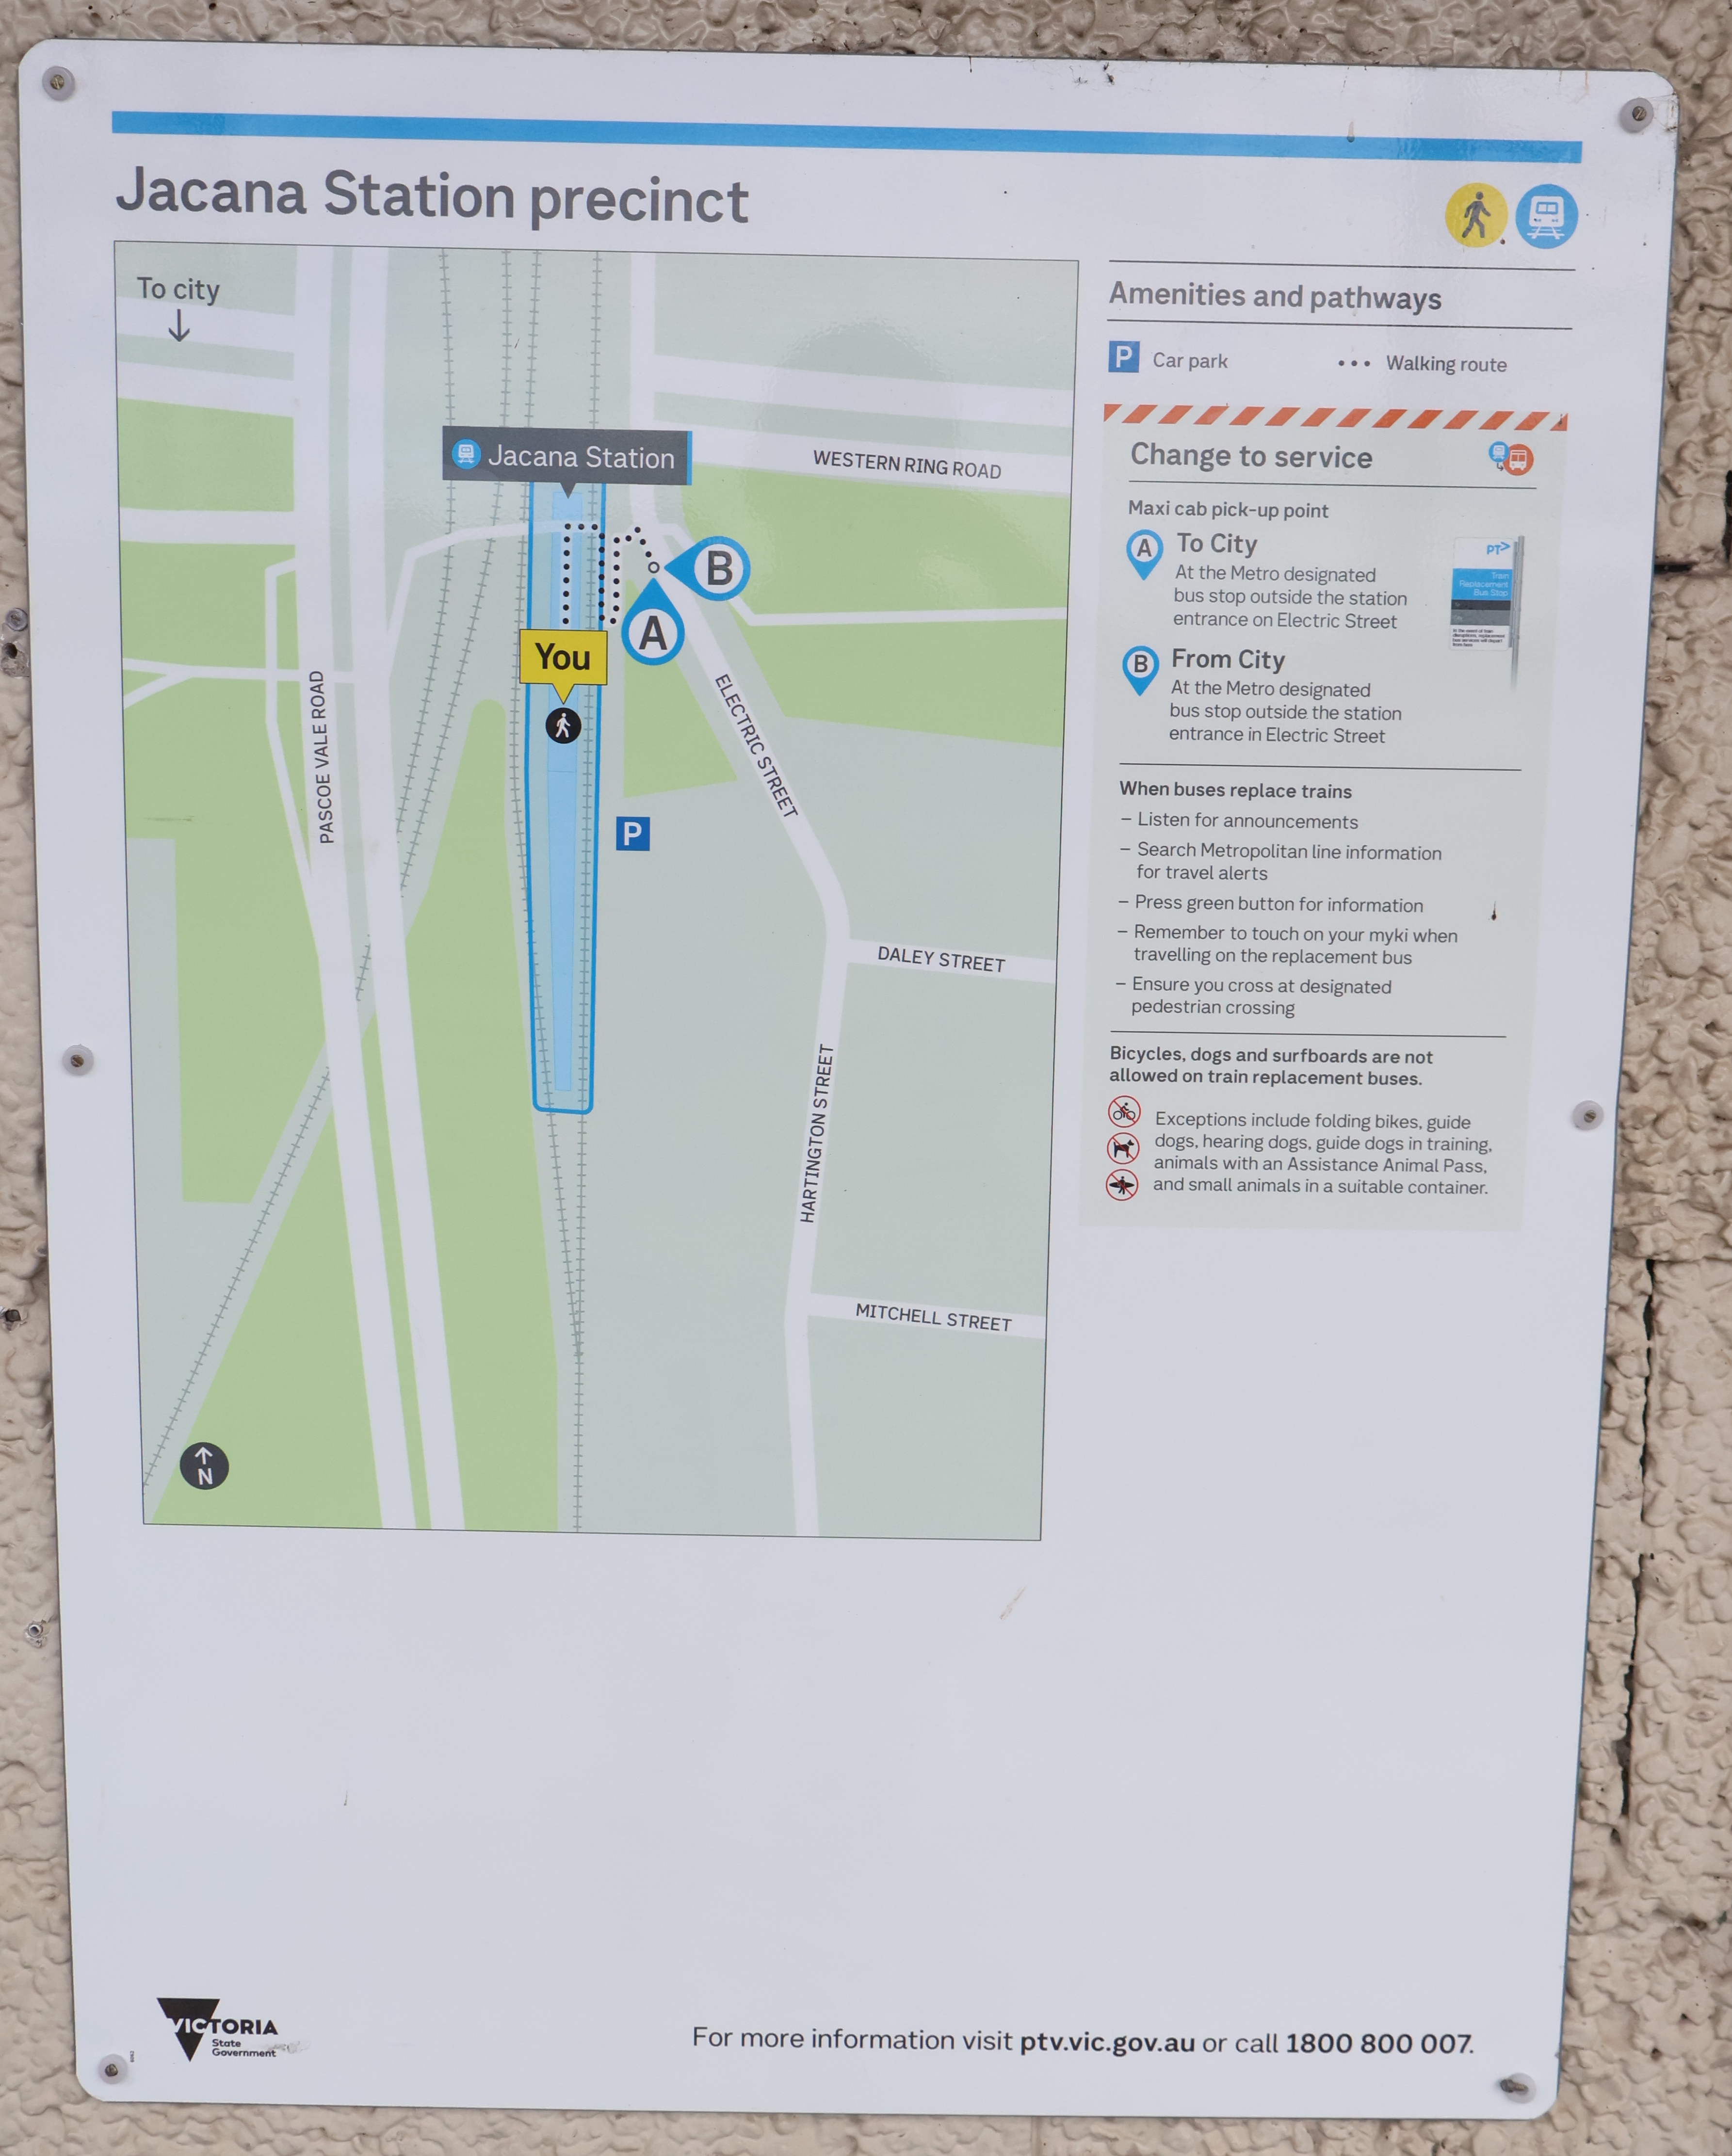 Jacana Station precinct
To city
Jacana Station
WESTERN RING ROAD
B
A
You
PASCOE VALE ROAD
ELECTRIC STREET
P
DALEY STREET
HARTINGTON STREET
MITCHELL STREET
N
Amenities and pathways
P Car park
Walking route
Change to service
Maxi cab pick-up point
A To City
At the Metro designated
bus stop outside the station
entrance on Electric Street
PT>
Train
Replacement
Bus Stop
B From City
At the Metro designated
bus stop outside the station
entrance in Electric Street
When buses replace trains
– Listen for announcements
– Search Metropolitan line information
for travel alerts
– Press green button for information
– Remember to touch on your myki when
travelling on the replacement bus
– Ensure you cross at designated
pedestrian crossing
Bicycles, dogs and surfboards are not
allowed on train replacement buses.
Exceptions include folding bikes, guide
dogs, hearing dogs, guide dogs in training,
animals with an Assistance Animal Pass,
and small animals in a suitable container.
VICTORIA
State
Government
For more information visit ptv.vic.gov.au or call 1800 800 007.